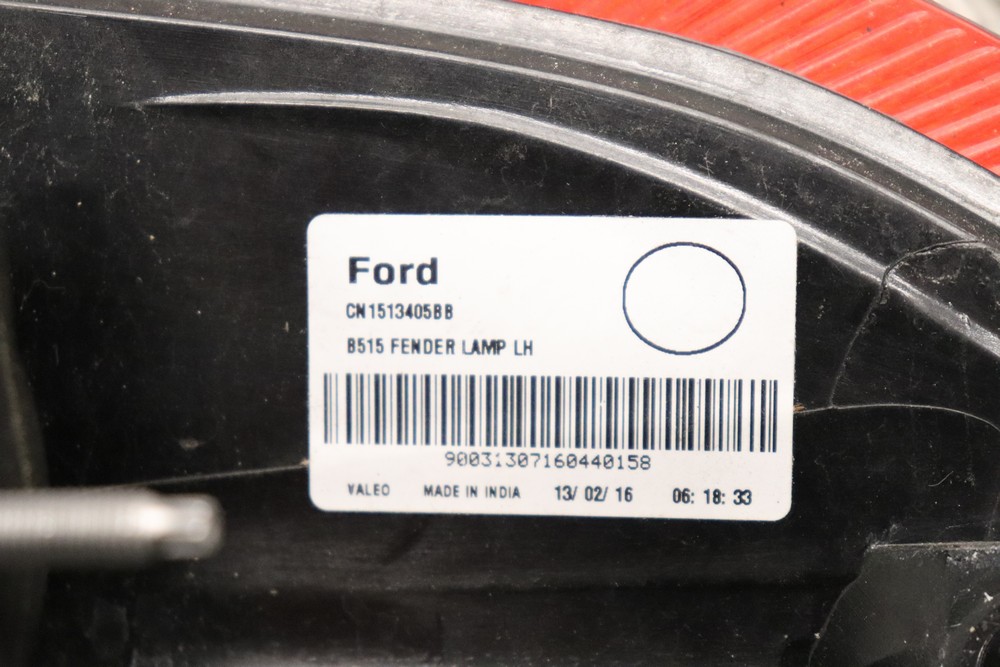 Ford
CN1513405BB
B515 FENDER LAMP LH
90031307160440158
VALEO MADE IN INDIA 13/ 02/ 16 06: 18: 33